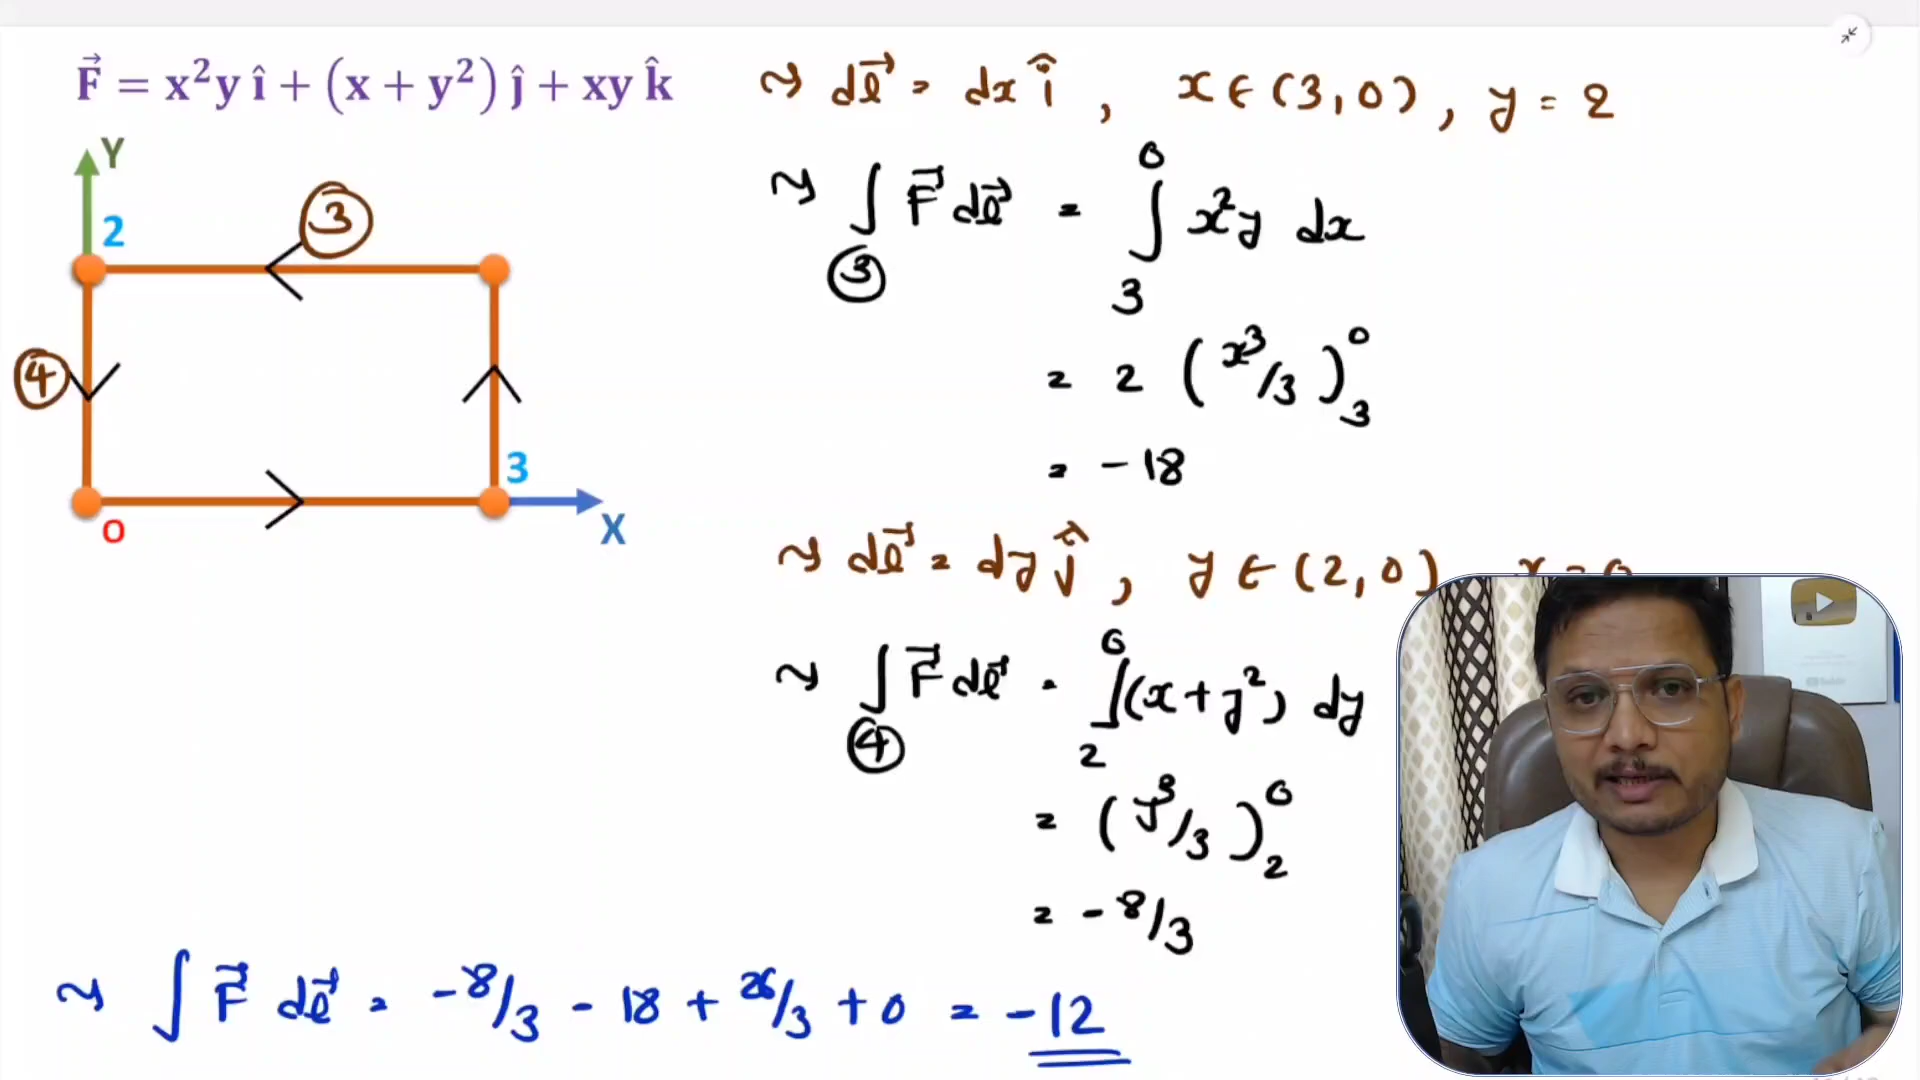 F⃗ = x²y î + (x + y²) ĵ + xy k̂
Y
2
3
4
3
O
X
⇝ dl⃗ = dx î , x ∈ (3, 0) , y = 2
⇝ ∫③ F⃗ dl⃗ = ∫₃⁰ x²y dx
= 2 (x³/3)₃⁰
= -18
⇝ dl⃗ = dy ĵ , y ∈ (2, 0)
⇝ ∫④ F⃗ dl⃗ = ∫₂⁰ (x + y²) dy
= (y³/3)₂⁰
= -8/3
⇝ ∫ F⃗ dl⃗ = -8/3 - 18 + 26/3 + 0 = -12